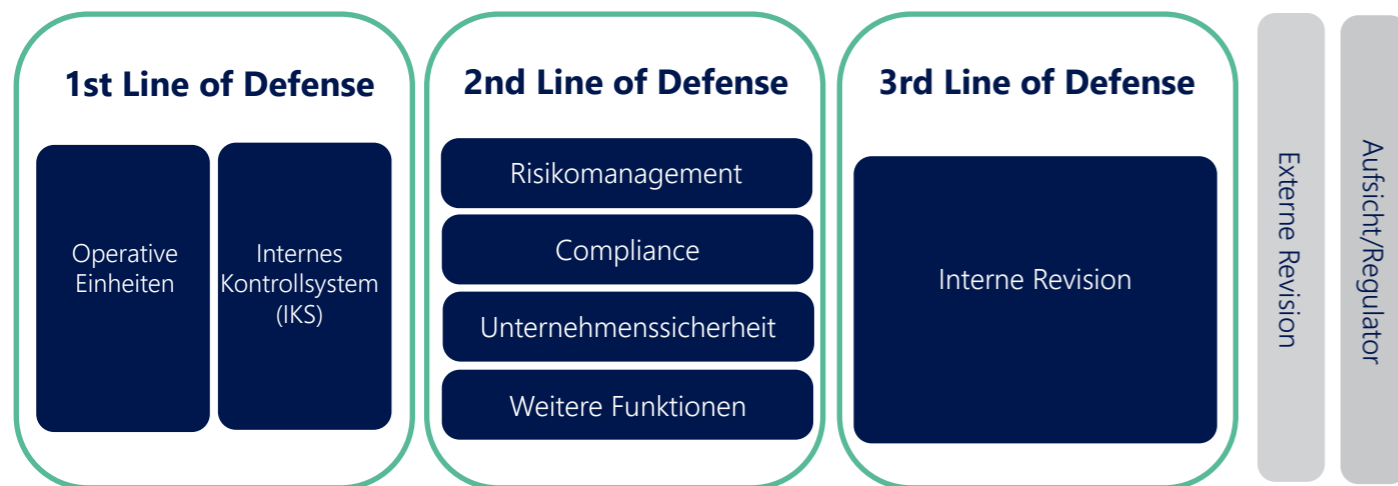 1st Line of Defense
Operative
Einheiten
Internes
Kontrollsystem
(IKS)
2nd Line of Defense
Risikomanagement
Compliance
Unternehmenssicherheit
Weitere Funktionen
3rd Line of Defense
Interne Revision
Externe Revision
Aufsicht/Regulator